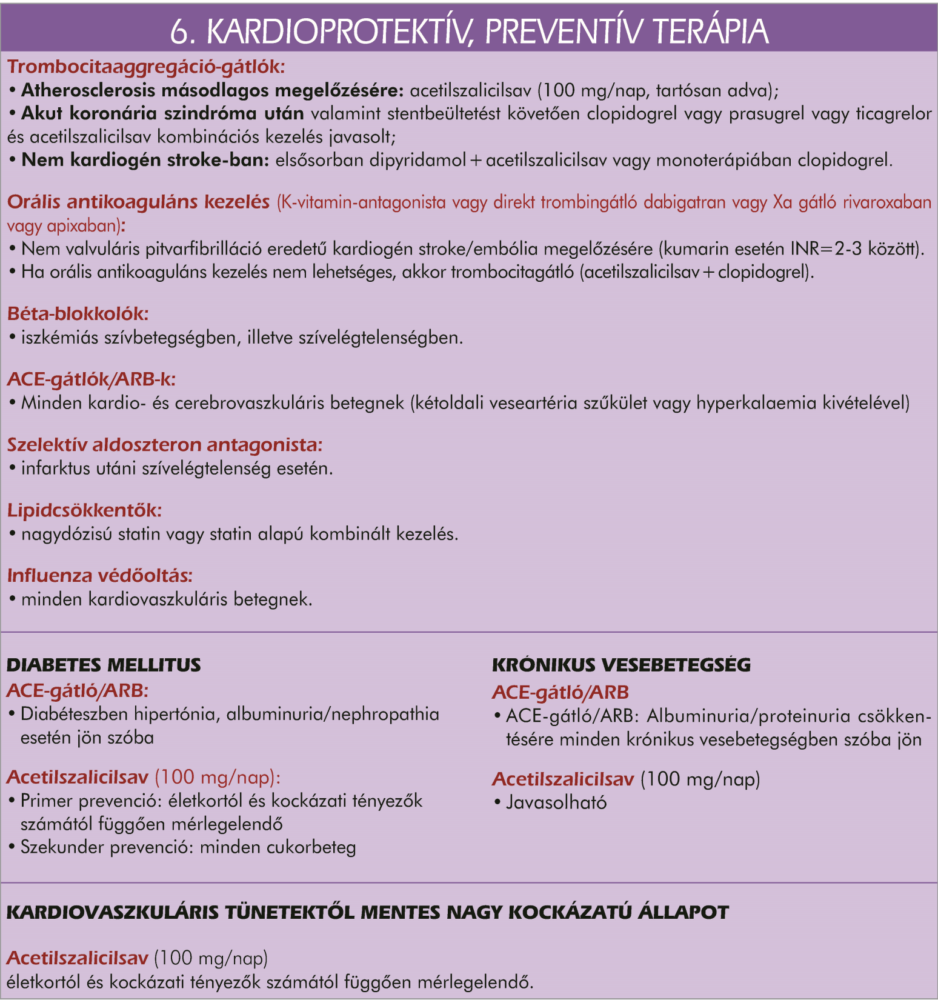 6. KARDIOPROTEKTÍV, PREVENTÍV TERÁPIA
Trombocitaaggregáció-gátlók:
• Atherosclerosis másodlagos megelőzésére: acetilszalicilsav (100 mg/nap, tartósan adva);
• Akut koronária szindróma után valamint stentbeültetést követően clopidogrel vagy prasugrel vagy ticagrelor
és acetilszalicilsav kombinációs kezelés javasolt;
• Nem kardiogén stroke-ban: elsősorban dipyridamol+acetilszalicilsav vagy monoterápiában clopidogrel.
Orális antikoaguláns kezelés (K-vitamin-antagonista vagy direkt trombingátló dabigatran vagy Xa gátló rivaroxaban
vagy apixaban):
• Nem valvuláris pitvarfibrilláció eredetű kardiogén stroke/embólia megelőzésére (kumarin esetén INR=2-3 között).
• Ha orális antikoaguláns kezelés nem lehetséges, akkor trombocitagátló (acetilszalicilsav+clopidogrel).
Béta-blokkolók:
• iszkémiás szívbetegségben, illetve szívelégtelenségben.
ACE-gátlók/ARB-k:
• Minden kardio- és cerebrovaszkuláris betegnek (kétoldali veseartéria szűkület vagy hyperkalaemia kivételével)
Szelektív aldoszteron antagonista:
• infarktus utáni szívelégtelenség esetén.
Lipidcsökkentők:
• nagydózisú statin vagy statin alapú kombinált kezelés.
Influenza védőoltás:
• minden kardiovaszkuláris betegnek.
DIABETES MELLITUS
ACE-gátló/ARB:
• Diabéteszben hipertónia, albuminuria/nephropathia
esetén jön szóba
Acetilszalicilsav (100 mg/nap):
• Primer prevenció: életkortól és kockázati tényezők
számától függően mérlegelendő
• Szekunder prevenció: minden cukorbeteg
KRÓNIKUS VESEBETEGSÉG
ACE-gátló/ARB
• ACE-gátló/ARB: Albuminuria/proteinuria csökken-
tésére minden krónikus vesebetegségben szóba jön
Acetilszalicilsav (100 mg/nap)
• Javasolható
KARDIOVASZKULÁRIS TÜNETEKTŐL MENTES NAGY KOCKÁZATÚ ÁLLAPOT
Acetilszalicilsav (100 mg/nap)
életkortól és kockázati tényezők számától függően mérlegelendő.